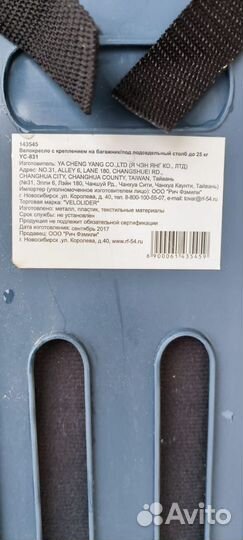 143545
Велокресло с креплением на багажник/под подседельный столб до 25 кг
YC-831
Изготовитель: YA CHENG YANG CO.,LTD (Я ЧЭН ЯНГ КО., ЛТД)
Адрес: NO.31, ALLEY 6, LANE 180, CHANGSHUEI RD.,
CHANGHUA CITY, CHANGHUA COUNTY, TAIWAN, Тайвань
(№31, Элли 6, Лэйн 180, Чаншуй Рд., Чанхуа Сити, Чанхуа Каунти, Тайвань)
Импортер (уполномоченное изготовителем лицо): ООО "Рич Фэмили"
г. Новосибирск ,ул. Королева, д.40, тел. 8-800-100-55-07, e-mail: tovar@rf-54.ru
Торговая марка: "VELOLIDER"
Изготовлено: металл, пластик, текстильные материалы
Срок службы: не установлен
Продукция не подлежит обязательной сертификации
Дата изготовления: сентябрь 2017
Продавец: ООО "Рич Фэмили"
г. Новосибирск ,ул. Королева, д.40, www.rf-54.ru
6900061435459
Avito